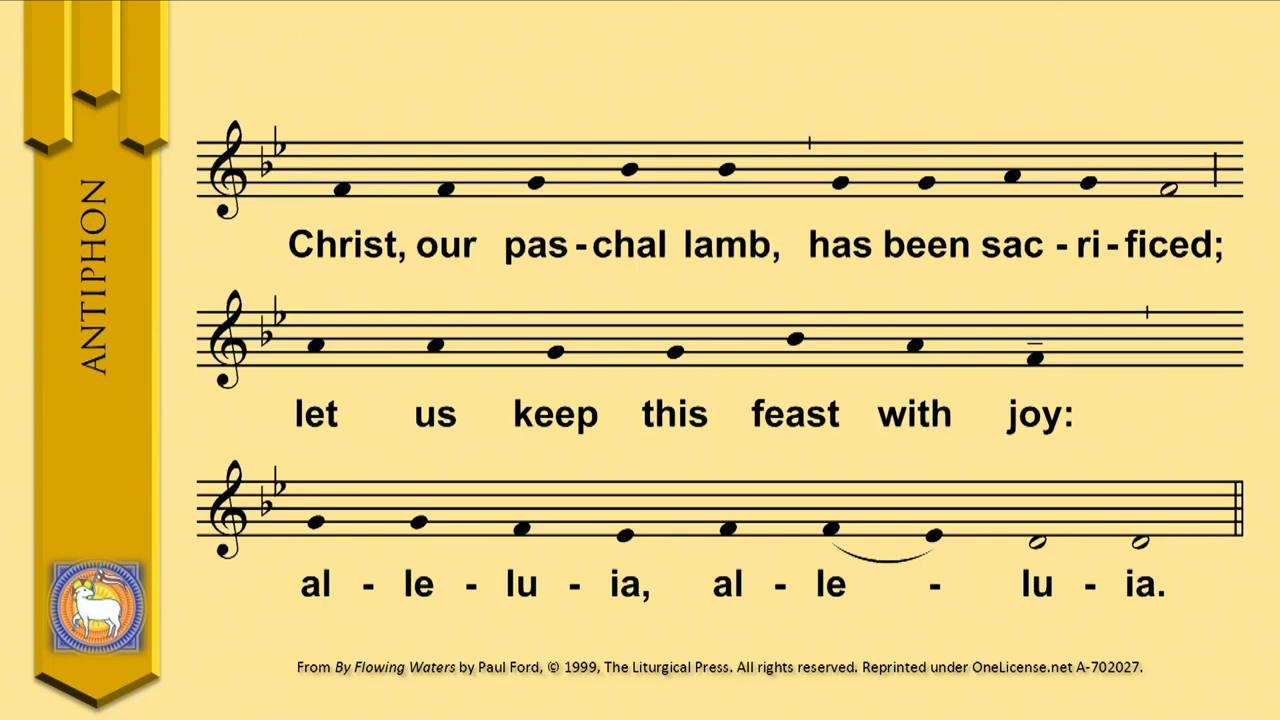 ANTIPHON
Christ, our pas - chal lamb, has been sac - ri - ficed;
let us keep this feast with joy:
al - le - lu - ia, al - le - lu - ia.
From By Flowing Waters by Paul Ford, © 1999, The Liturgical Press. All rights reserved. Reprinted under OneLicense.net A-702027.